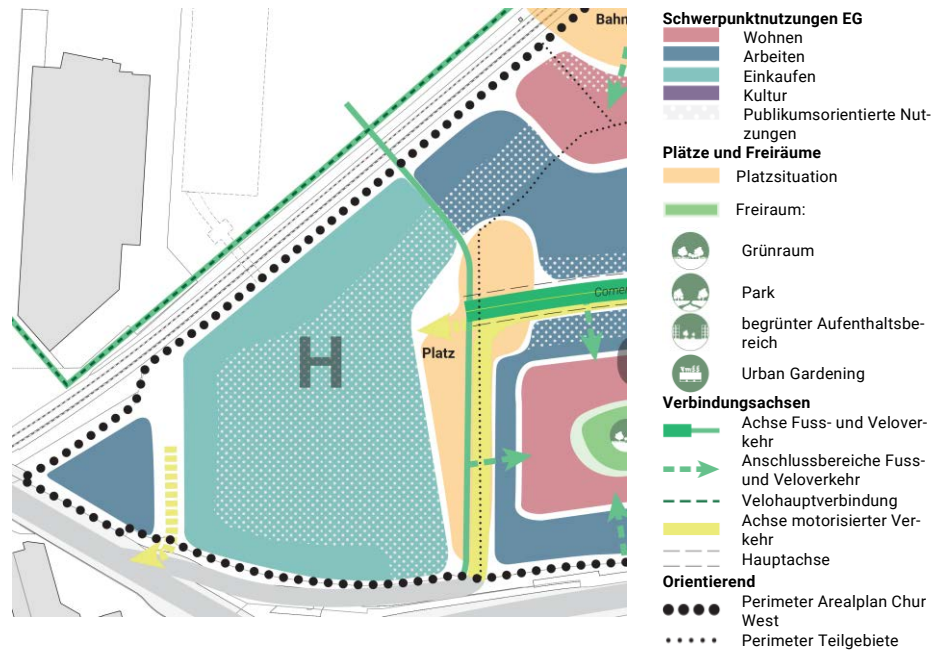 Bahn
H
Comer
Platz
Schwerpunktnutzungen EG
Wohnen
Arbeiten
Einkaufen
Kultur
Publikumsorientierte Nut-
zungen
Plätze und Freiräume
Platzsituation
Freiraum:
Grünraum
Park
begrünter Aufenthaltsbe-
reich
Urban Gardening
Verbindungsachsen
Achse Fuss- und Velover-
kehr
Anschlussbereiche Fuss-
und Veloverkehr
Velohauptverbindung
Achse motorisierter Ver-
kehr
Hauptachse
Orientierend
Perimeter Arealplan Chur
West
Perimeter Teilgebiete